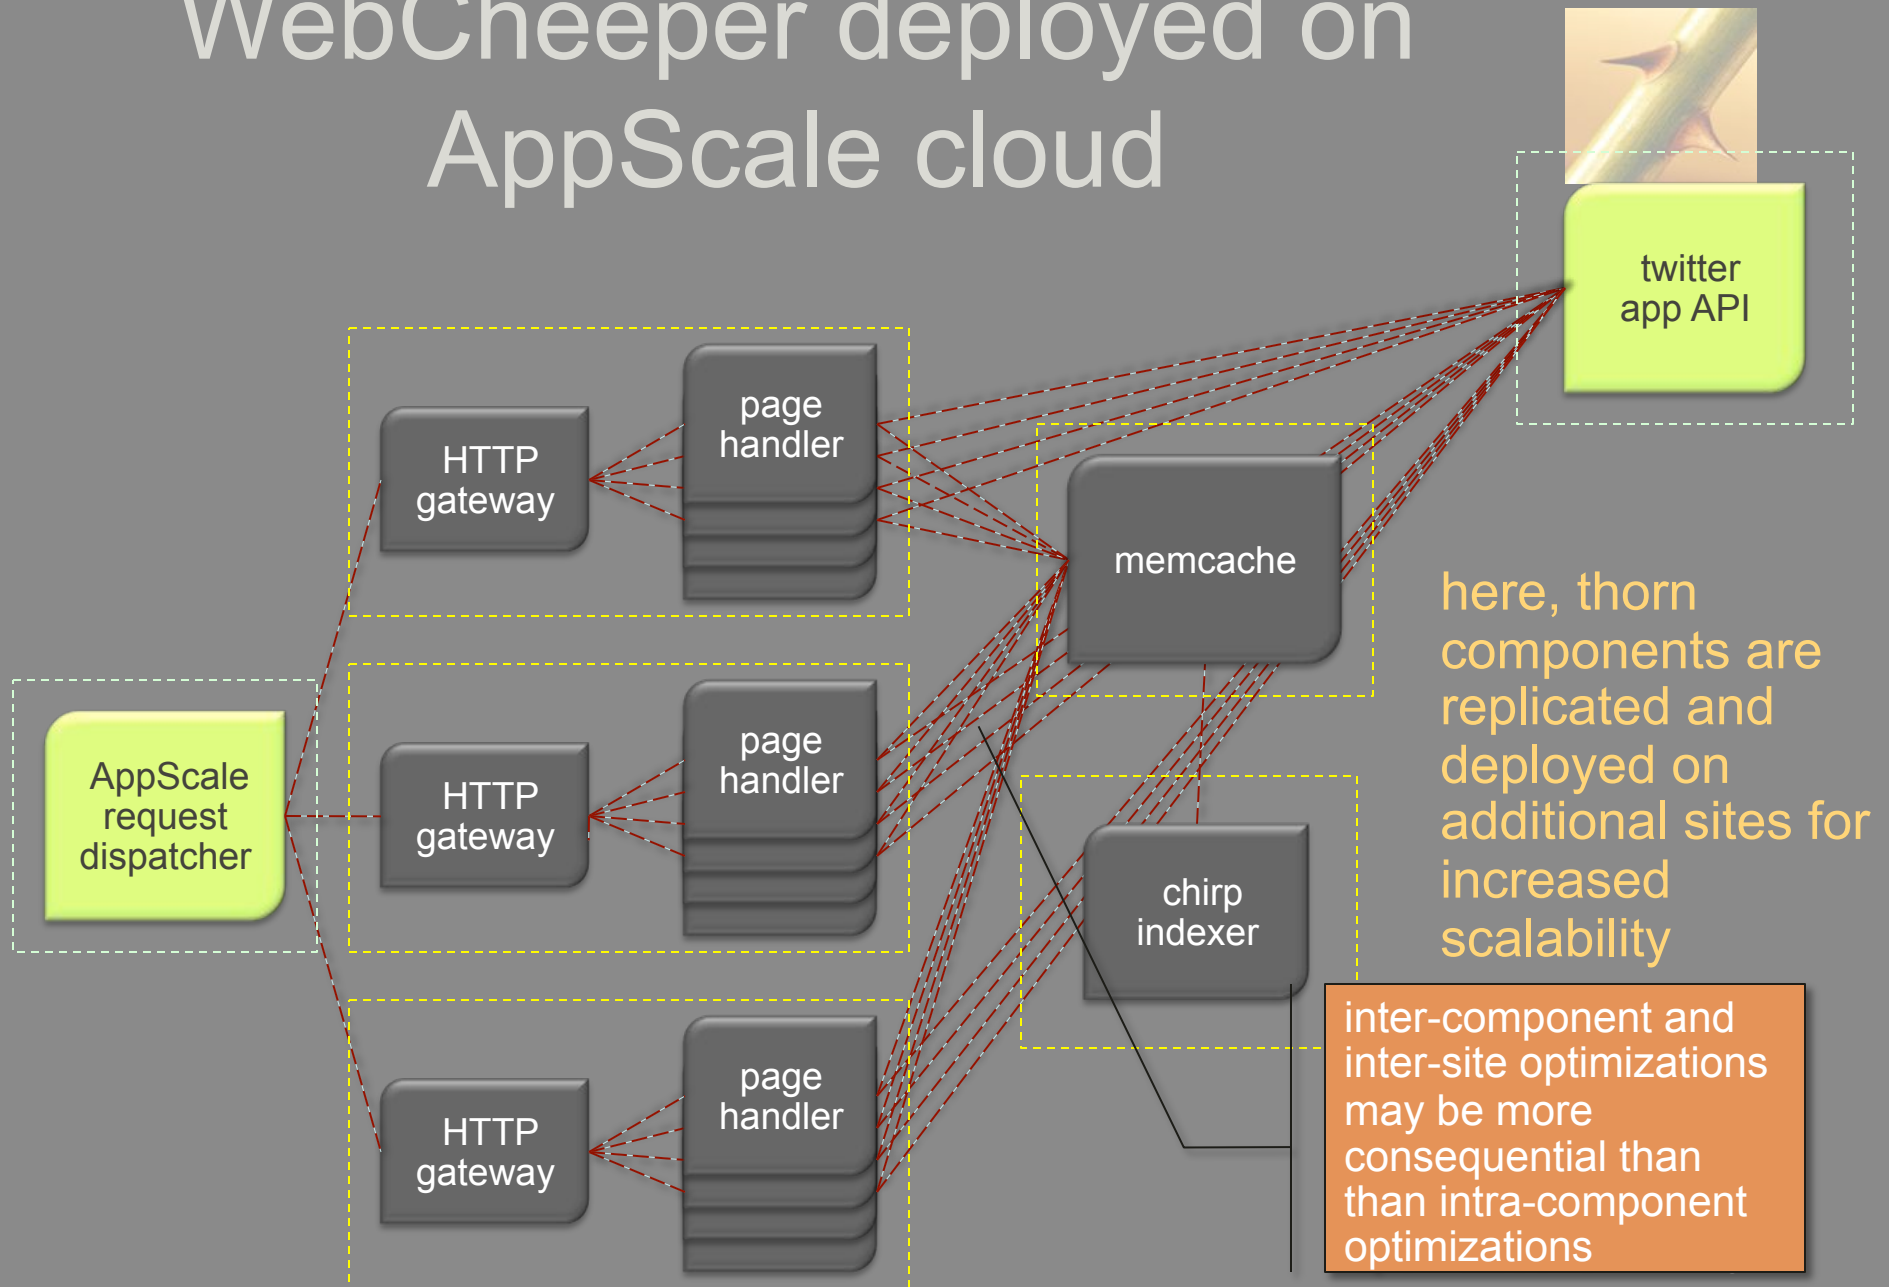 WebCheeper deployed on
AppScale cloud
twitter
app API
page
handler
HTTP
gateway
memcache
here, thorn
components are
replicated and
deployed on
additional sites for
increased
scalability
page
handler
AppScale
request
dispatcher
HTTP
gateway
chirp
indexer
inter-component and
inter-site optimizations
may be more
consequential than
than intra-component
optimizations
page
handler
HTTP
gateway